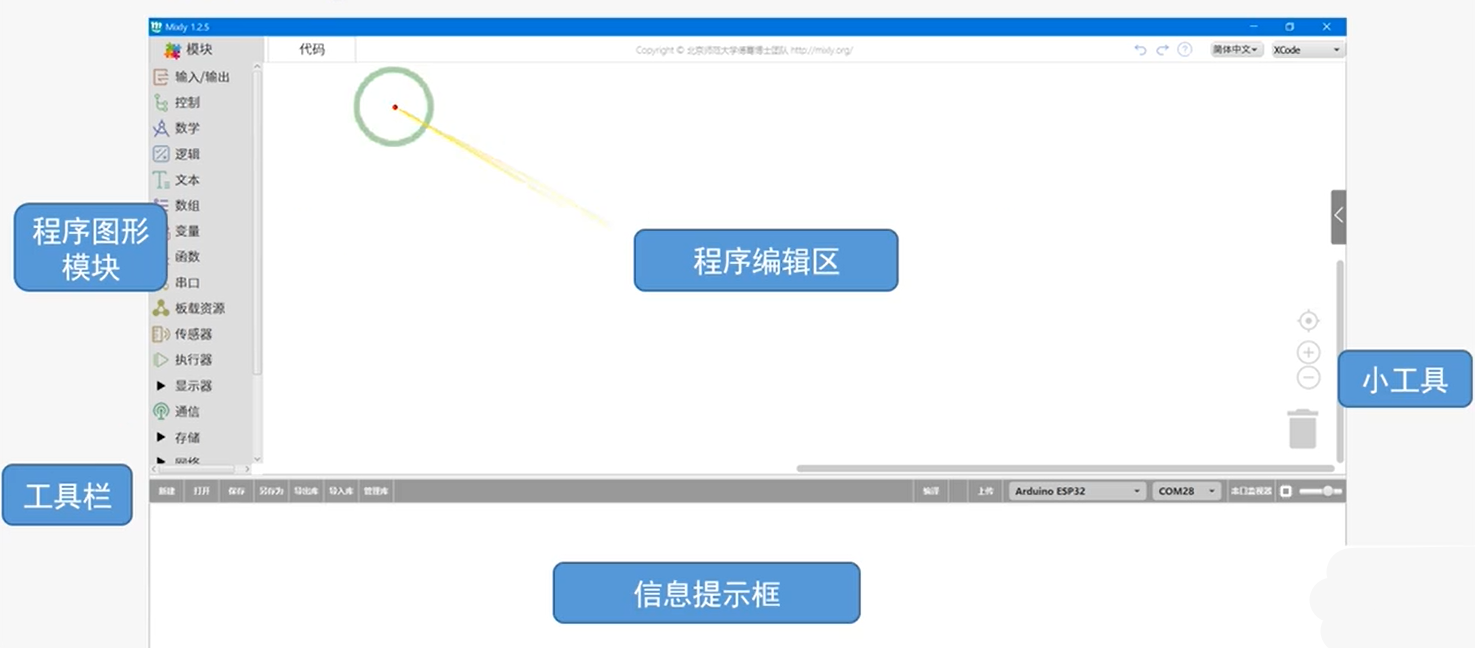 Mixly 1.2.5
模块
代码
Copyright © 北京师范大学傅骞博士团队 http://mixly.org/
简体中文
XCode
输入/输出
控制
数学
逻辑
文本
数组
变量
函数
串口
板载资源
传感器
执行器
显示器
通信
存储
网络
程序图形
模块
程序编辑区
小工具
工具栏
新建 打开 保存 另存为 导出库 导入库 管理库 编译 上传 Arduino ESP32 COM28 串口监视器
信息提示框